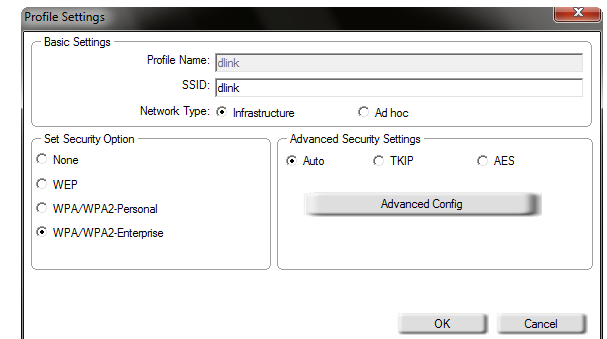 Profile Settings
Basic Settings
Profile Name: dlink
SSID: dlink
Network Type: Infrastructure Ad hoc
Set Security Option
None
WEP
WPA/WPA2-Personal
WPA/WPA2-Enterprise
Advanced Security Settings
Auto TKIP AES
Advanced Config
OK Cancel